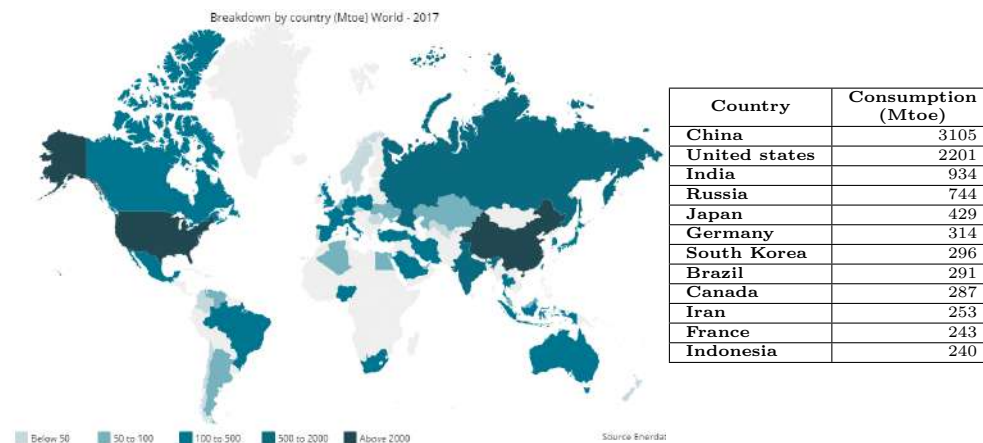 Breakdown by country (Mtoe) World - 2017
Below 50
50 to 100
100 to 500
500 to 2000
Above 2000
Source Enerdat
Country Consumption (Mtoe)
China 3105
United states 2201
India 934
Russia 744
Japan 429
Germany 314
South Korea 296
Brazil 291
Canada 287
Iran 253
France 243
Indonesia 240